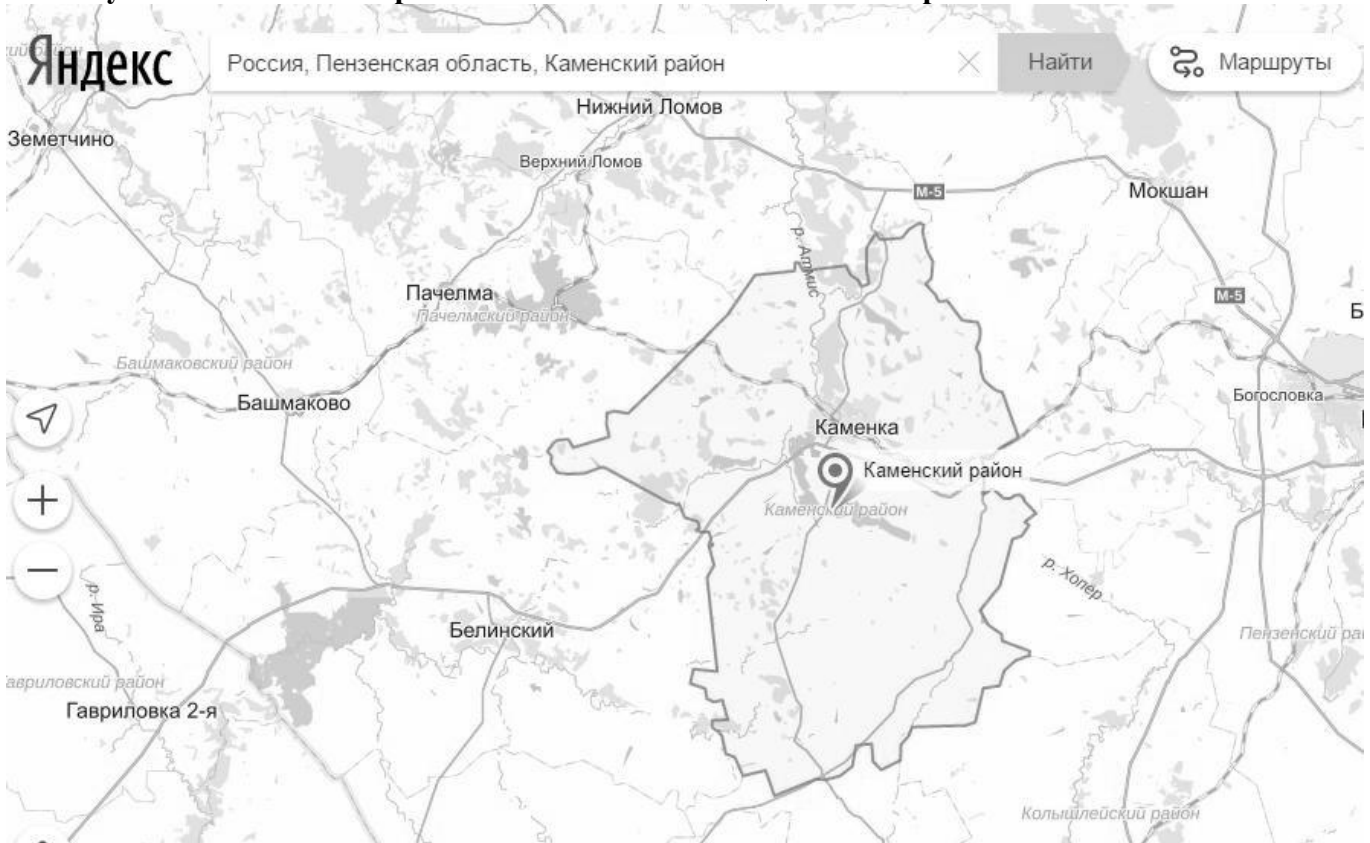 Яндекс
Россия, Пензенская область, Каменский район
Найти
Маршруты
Нижний Ломов
Земетчино
Верхний Ломов
М-5
Мокшан
р. Атмис
Пачелма
М-5
Пачелмский район
Башмаковский район
Башмаково
Богословка
Каменка
Каменский район
Каменский район
р. Хопер
р. Ира
Белинский
Пензенский ра
авриловский район
Гавриловка 2-я
Колышлейский район